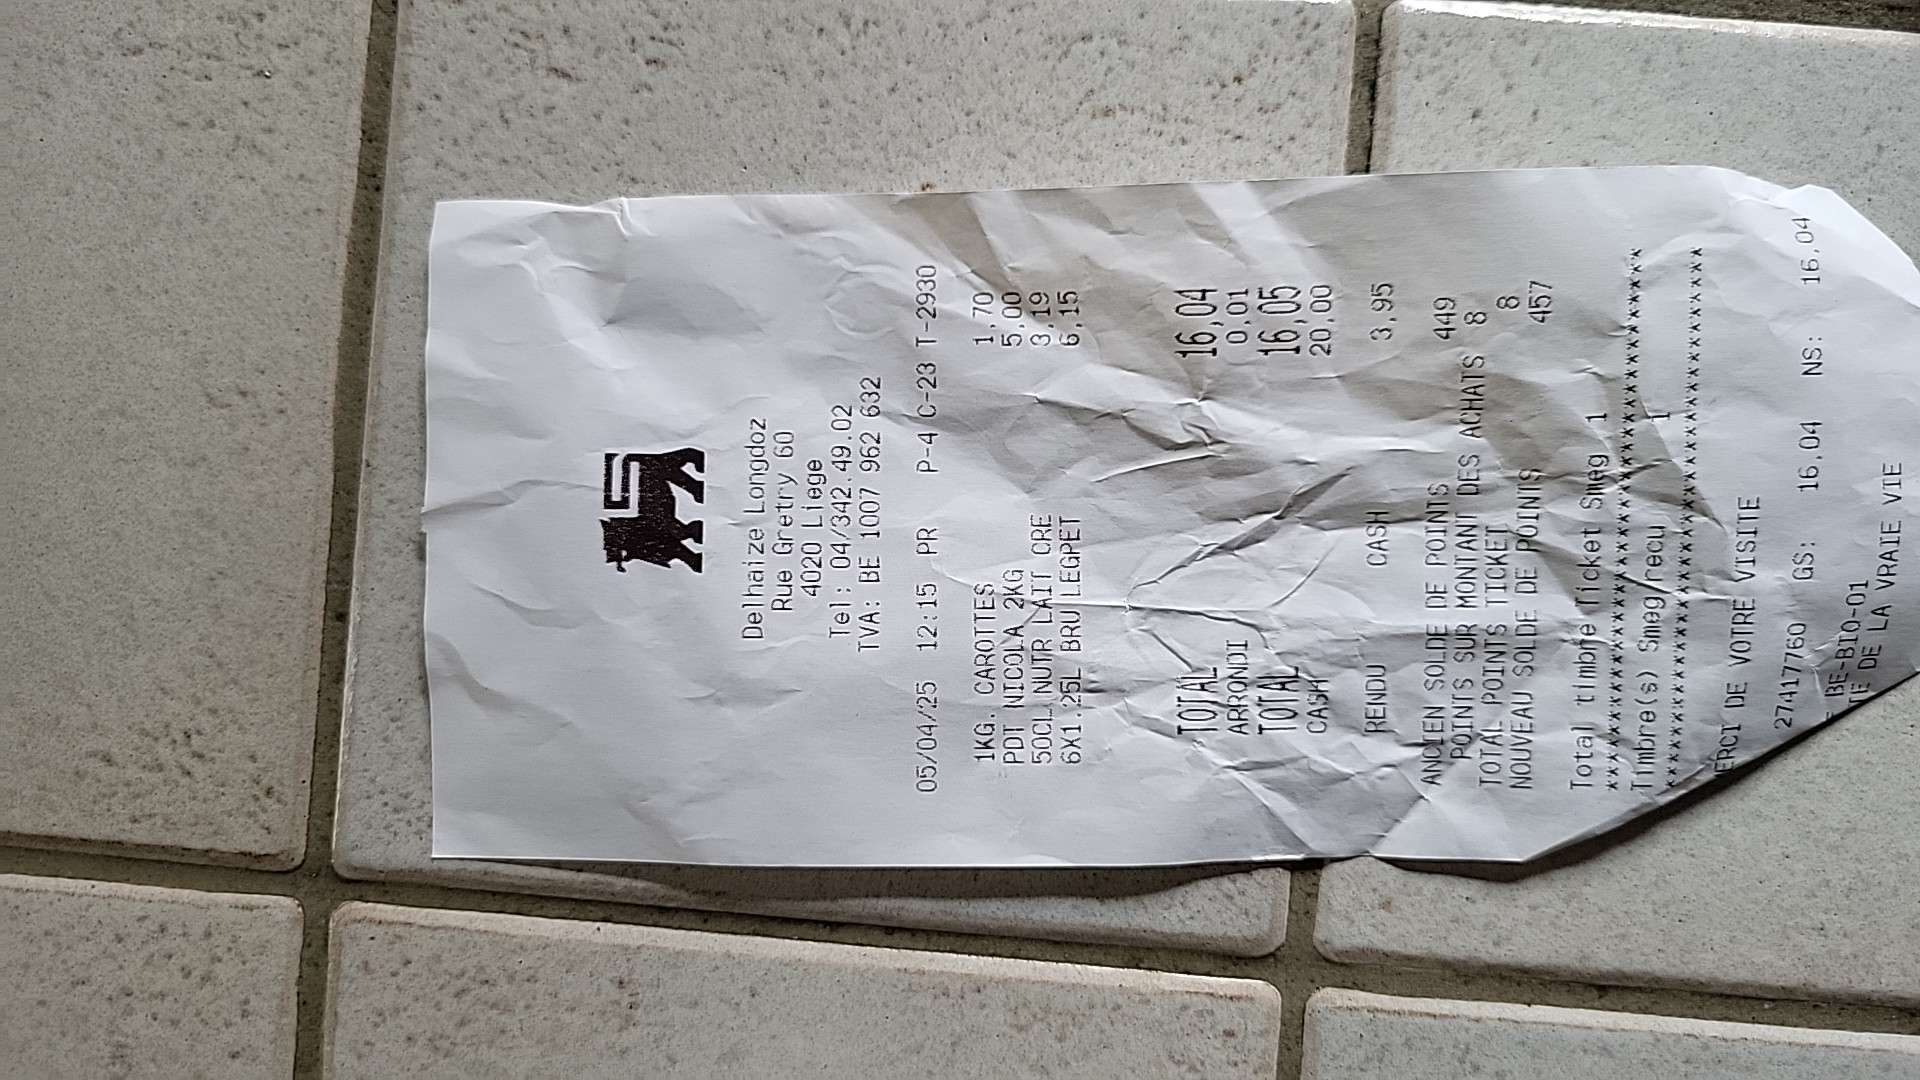 Delhaize Longdoz
Rue Gretry 60
4020 Liege
Tel: 04/342.49.02
TVA: BE 1007 962 632
05/04/25 12:15 PR P-4 C-23 T-2930
1KG. CAROTTES 1,70
PDT NICOLA 2KG 5,00
50CL NUTR LAIT CRE 3,19
6X1.25L BRU LEGPET 6,15
TOTAL 16,04
ARRONDI 0,01
TOTAL 16,05
CASH 20,00
RENDU CASH 3,95
ANCIEN SOLDE DE POINTS 449
POINTS SUR MONTANT DES ACHATS 8
TOTAL POINTS TICKET 8
NOUVEAU SOLDE DE POINTS 457
Total timbre Ticket Smeg 1
************************************
Timbre(s) Smeg recu 1
************************************
ERCI DE VOTRE VISITE
27417760 GS: 16,04 NS: 16,04
BE-BIO-01
TE DE LA VRAIE VIE